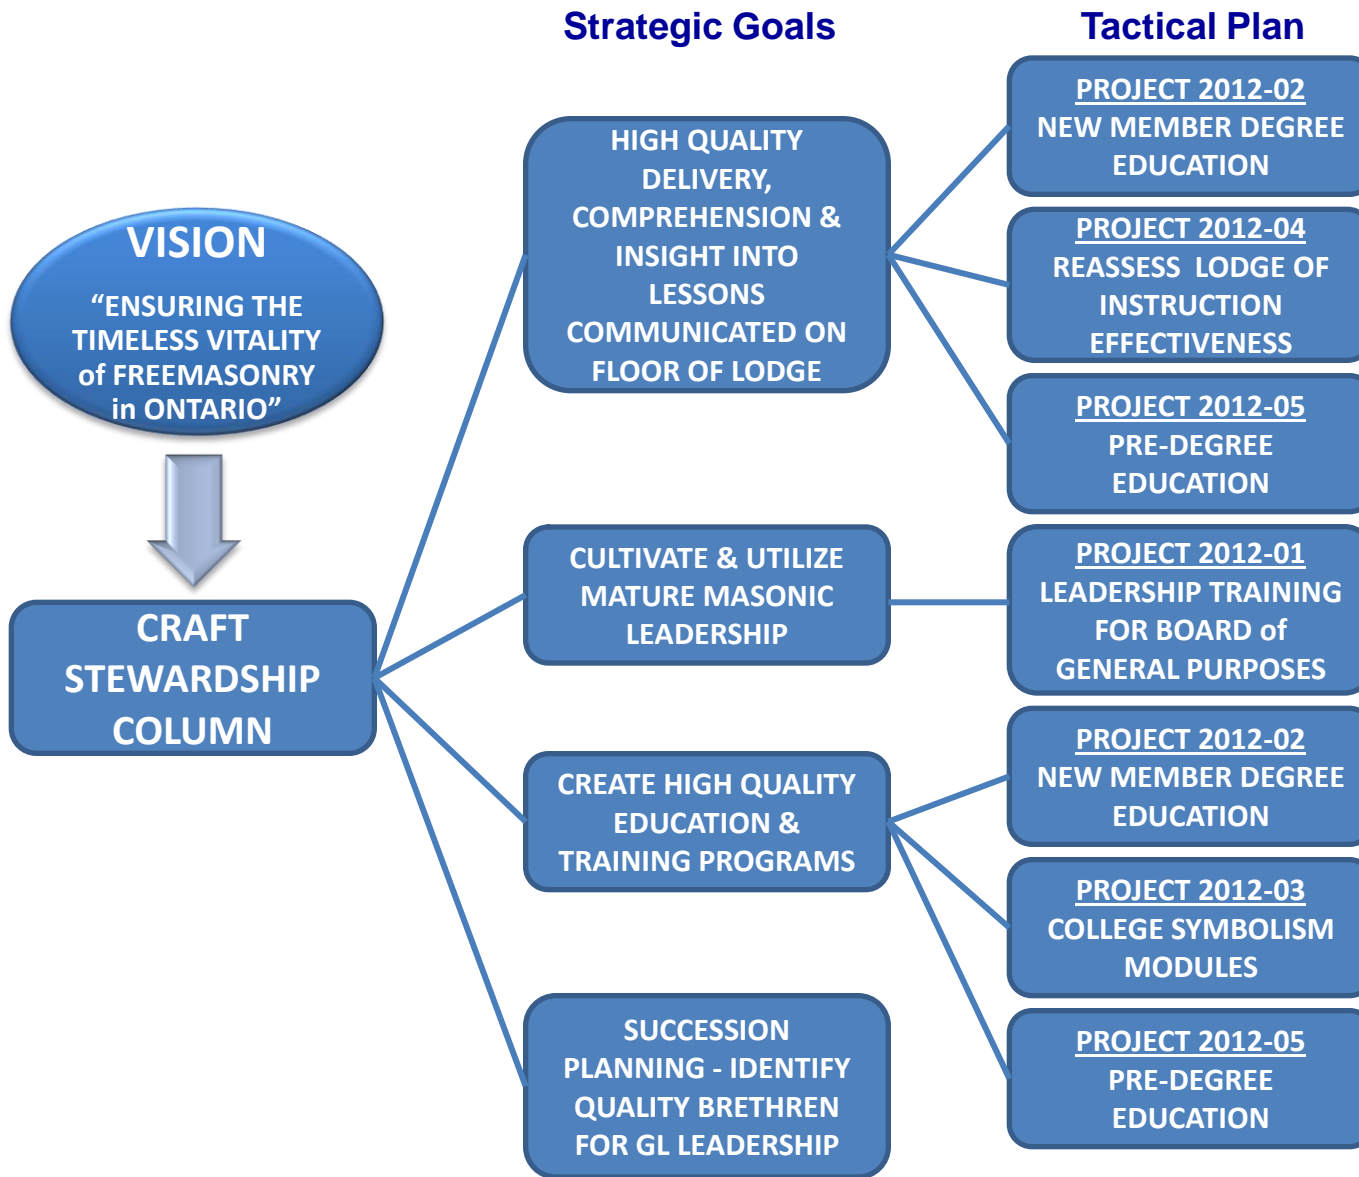 Strategic Goals
Tactical Plan
VISION
“ENSURING THE
TIMELESS VITALITY
of FREEMASONRY
in ONTARIO”
CRAFT
STEWARDSHIP
COLUMN
HIGH QUALITY
DELIVERY,
COMPREHENSION &
INSIGHT INTO
LESSONS
COMMUNICATED ON
FLOOR OF LODGE
CULTIVATE & UTILIZE
MATURE MASONIC
LEADERSHIP
CREATE HIGH QUALITY
EDUCATION &
TRAINING PROGRAMS
SUCCESSION
PLANNING - IDENTIFY
QUALITY BRETHREN
FOR GL LEADERSHIP
PROJECT 2012-02
NEW MEMBER DEGREE
EDUCATION
PROJECT 2012-04
REASSESS LODGE OF
INSTRUCTION
EFFECTIVENESS
PROJECT 2012-05
PRE-DEGREE
EDUCATION
PROJECT 2012-01
LEADERSHIP TRAINING
FOR BOARD of
GENERAL PURPOSES
PROJECT 2012-02
NEW MEMBER DEGREE
EDUCATION
PROJECT 2012-03
COLLEGE SYMBOLISM
MODULES
PROJECT 2012-05
PRE-DEGREE
EDUCATION